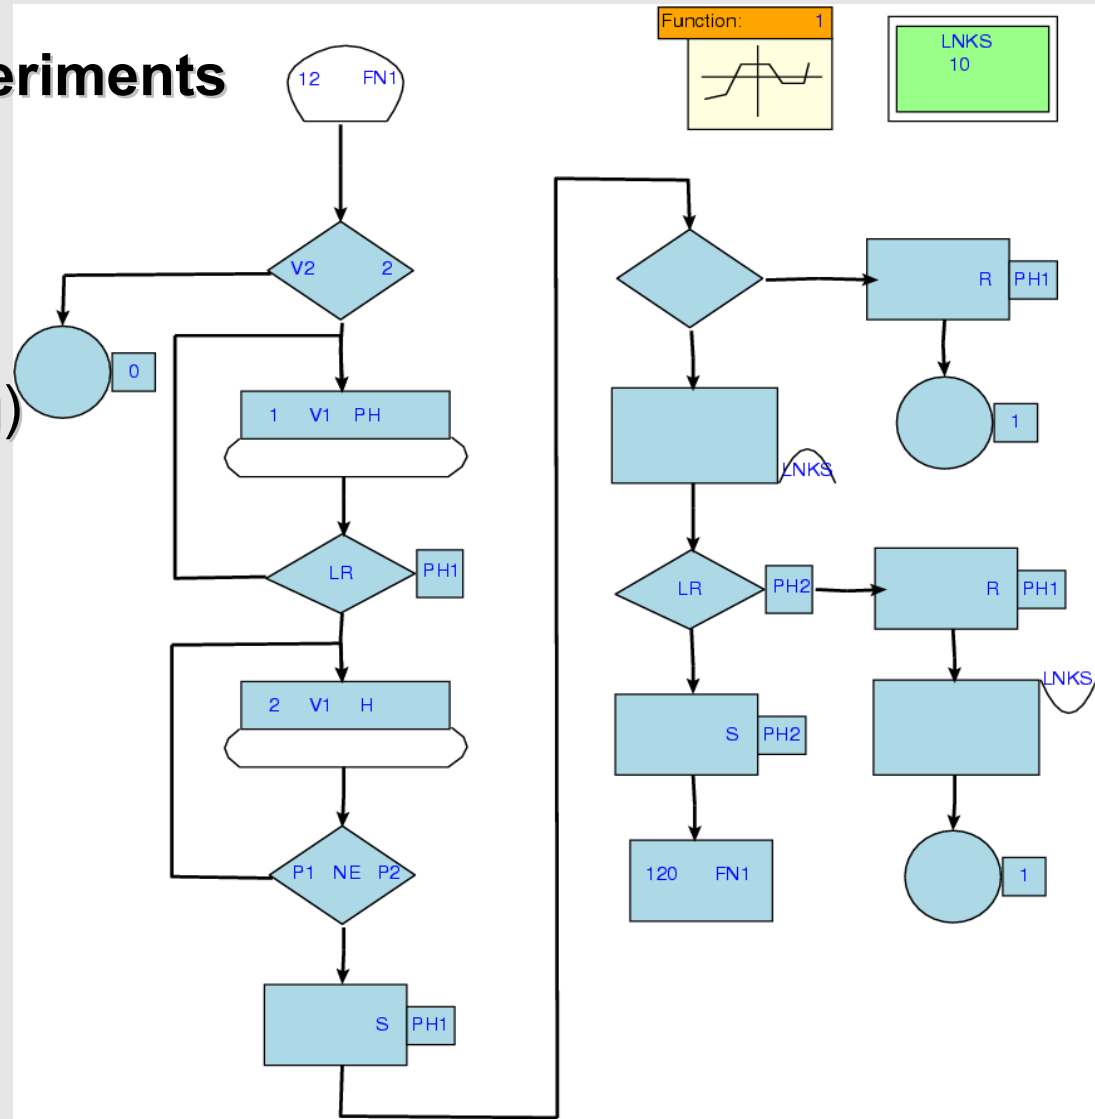 eriments
)
12 FN1
V2 2
0
1 V1 PH
LR
PH1
2 V1 H
P1 NE P2
S
PH1
Function: 1
LNKS
10
R
PH1
1
LNKS
LR
PH2
R
PH1
LNKS
S
PH2
120 FN1
1